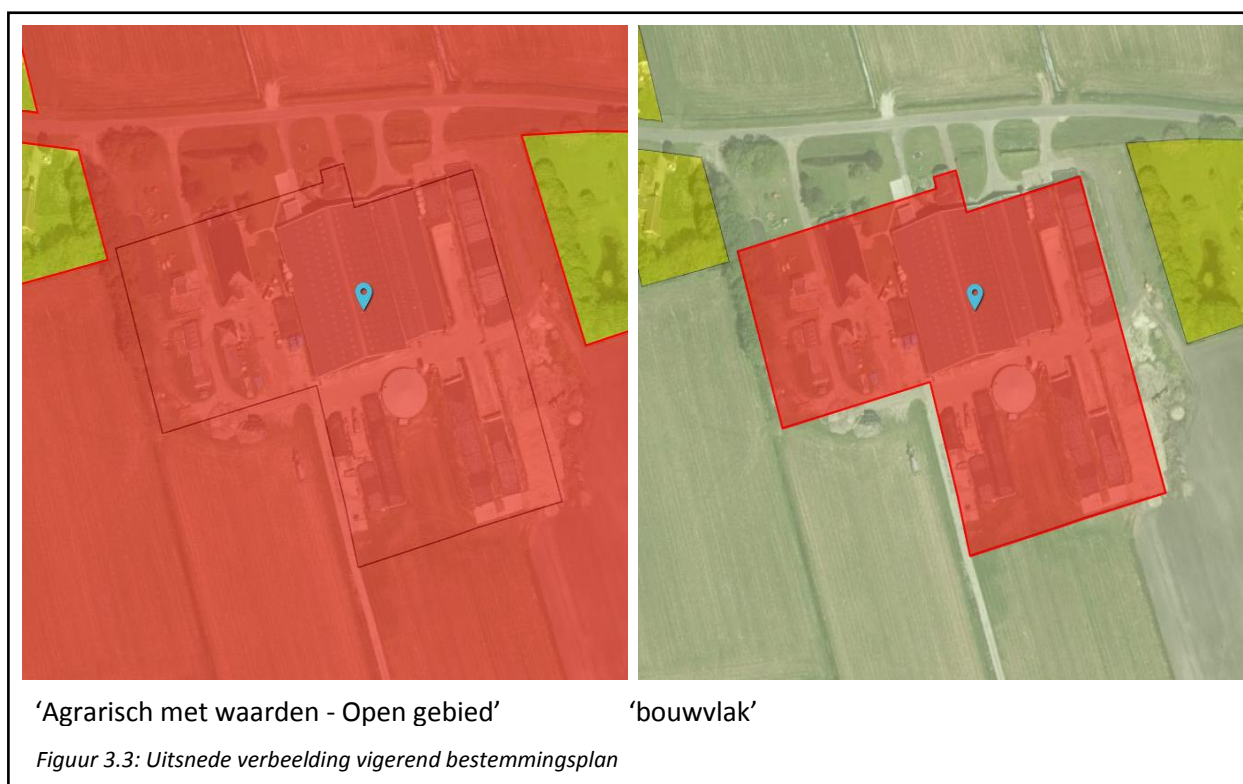 ‘Agrarisch met waarden - Open gebied’ ‘bouwvlak’
Figuur 3.3: Uitsnede verbeelding vigerend bestemmingsplan